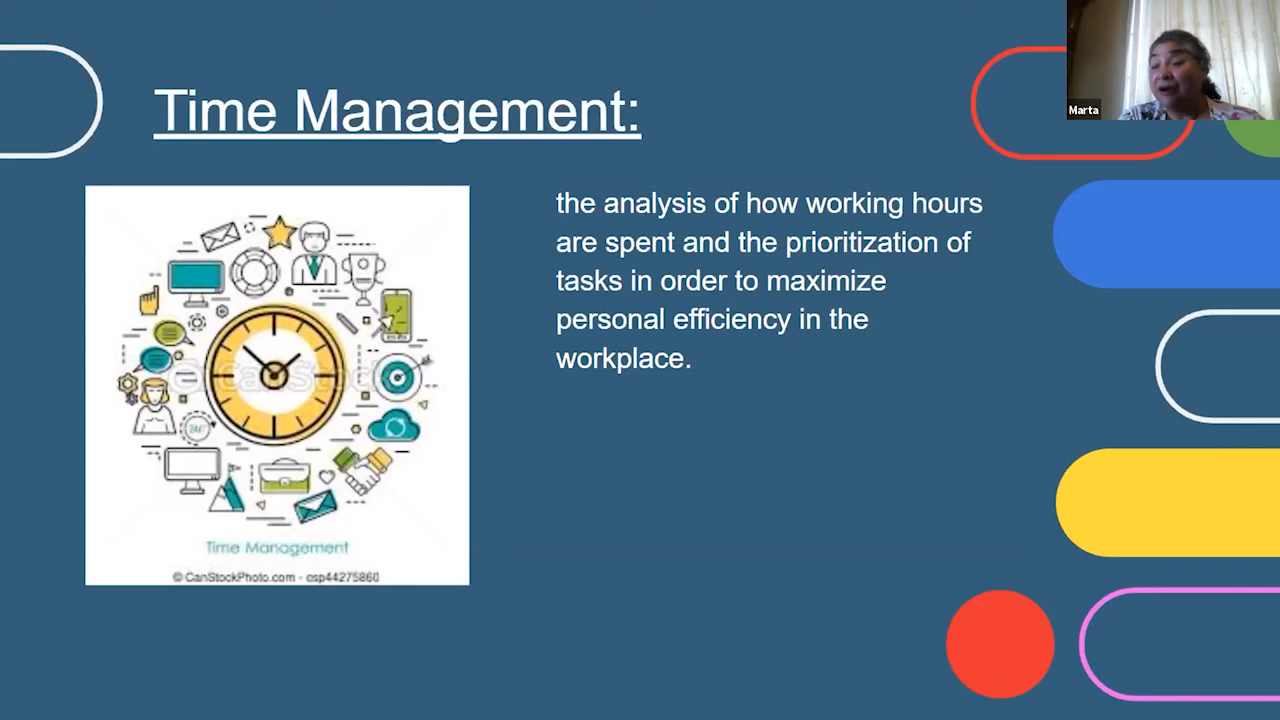 Time Management:
Marta
the analysis of how working hours
are spent and the prioritization of
tasks in order to maximize
personal efficiency in the
workplace.
Time Management
© CanStockPhoto.com - csp44275860